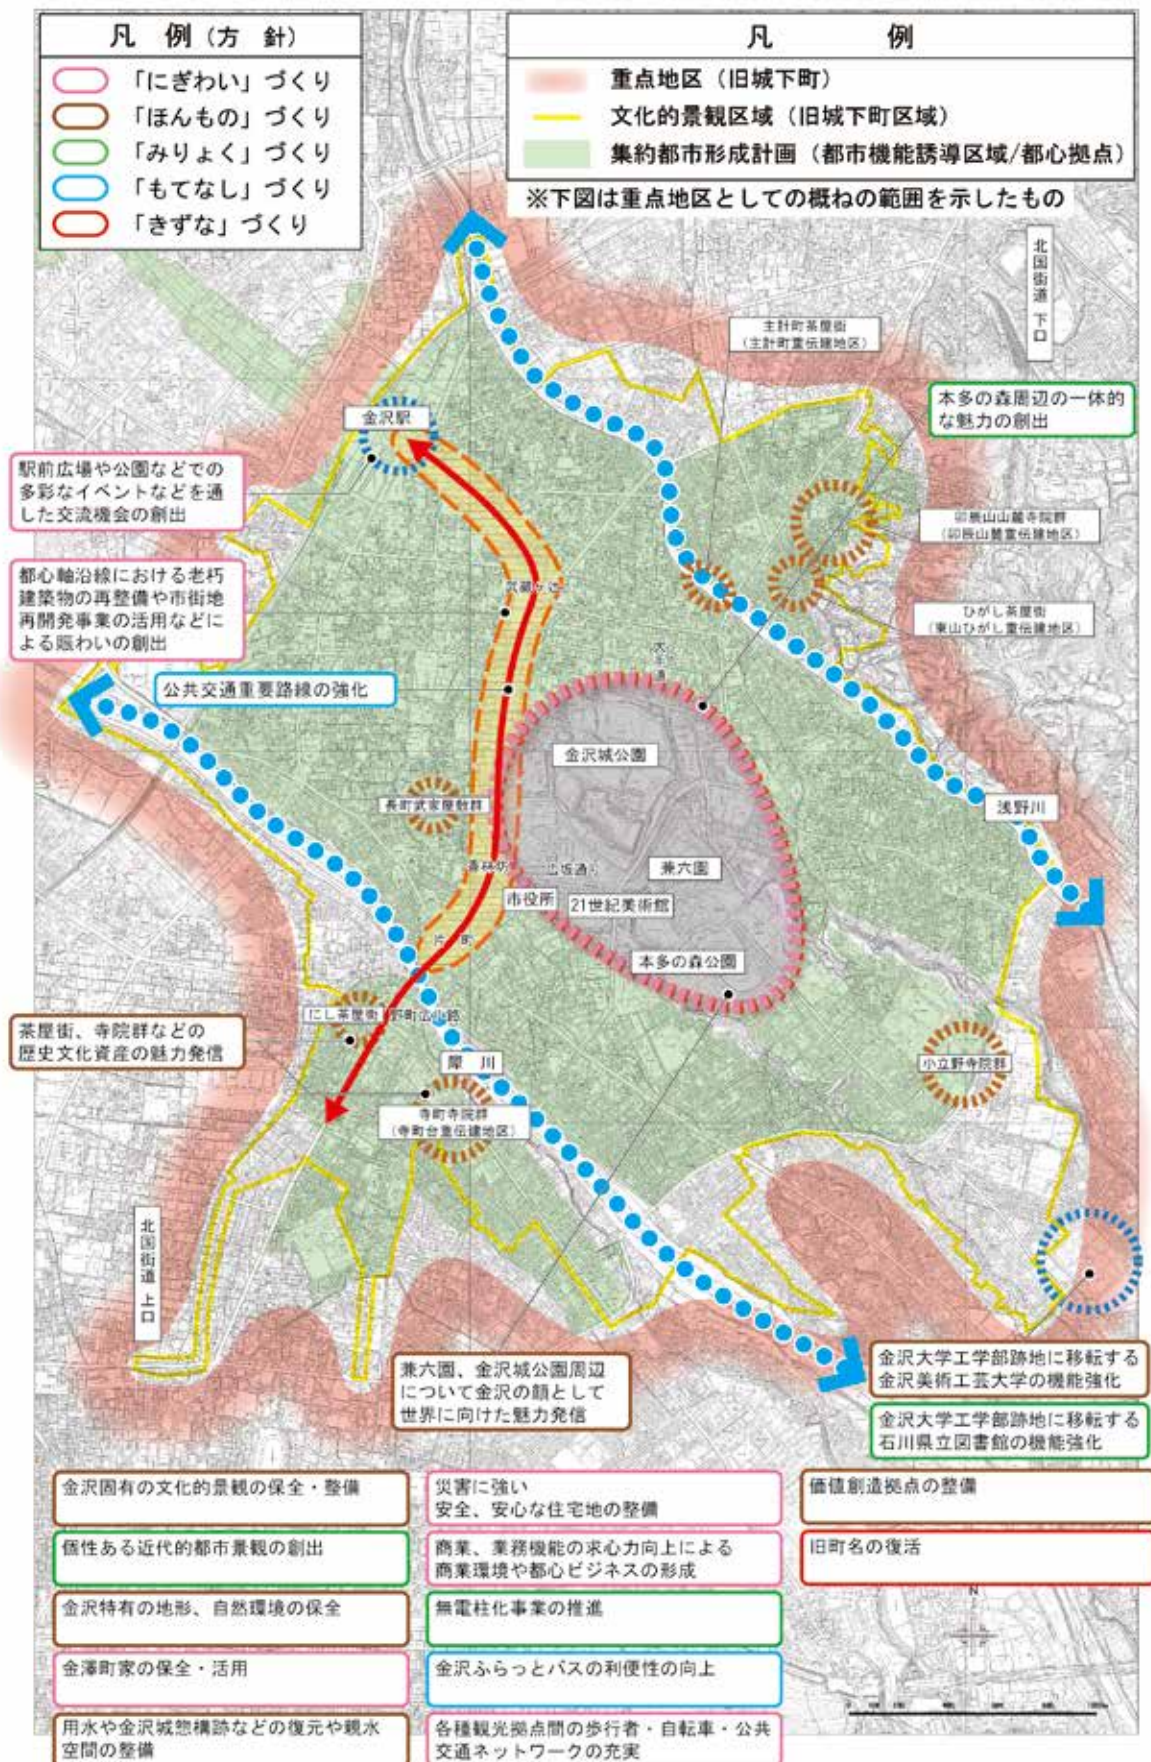 凡 例(方 針)
「にぎわい」づくり
「ほんもの」づくり
「みりょく」づくり
「もてなし」づくり
「きずな」づくり
凡 例
重点地区（旧城下町）
文化的景観区域（旧城下町区域）
集約都市形成計画（都市機能誘導区域/都心拠点）
※下図は重点地区としての概ねの範囲を示したもの
北国街道 下口
主計町茶屋街
（主計町重伝建地区）
本多の森周辺の一体的
な魅力の創出
金沢駅
駅前広場や公園などでの
多彩なイベントなどを通
した交流機会の創出
卯辰山山麓寺院群
（卯辰山麓重伝建地区）
都心軸沿線における老朽
建築物の再整備や市街地
再開発事業の活用などに
よる賑わいの創出
武蔵ヶ辻
ひがし茶屋街
（東山ひがし重伝建地区）
公共交通重要路線の強化
金沢城公園
長町武家屋敷群
浅野川
香林坊
広坂通り
兼六園
市役所
21世紀美術館
片 町
本多の森公園
にし茶屋街
野町広小路
茶屋街、寺院群などの
歴史文化資産の魅力発信
犀 川
小立野寺院群
寺町寺院群
（寺町台重伝建地区）
北国街道 上口
兼六園、金沢城公園周辺
について金沢の顔として
世界に向けた魅力発信
金沢大学工学部跡地に移転する
金沢美術工芸大学の機能強化
金沢大学工学部跡地に移転する
石川県立図書館の機能強化
金沢固有の文化的景観の保全・整備
個性ある近代的都市景観の創出
金沢特有の地形、自然環境の保全
金澤町家の保全・活用
用水や金沢城惣構跡などの復元や親水
空間の整備
災害に強い
安全、安心な住宅地の整備
商業、業務機能の求心力向上による
商業環境や都心ビジネスの形成
無電柱化事業の推進
金沢ふらっとバスの利便性の向上
各種観光拠点間の歩行者・自転車・公共
交通ネットワークの充実
価値創造拠点の整備
旧町名の復活
N